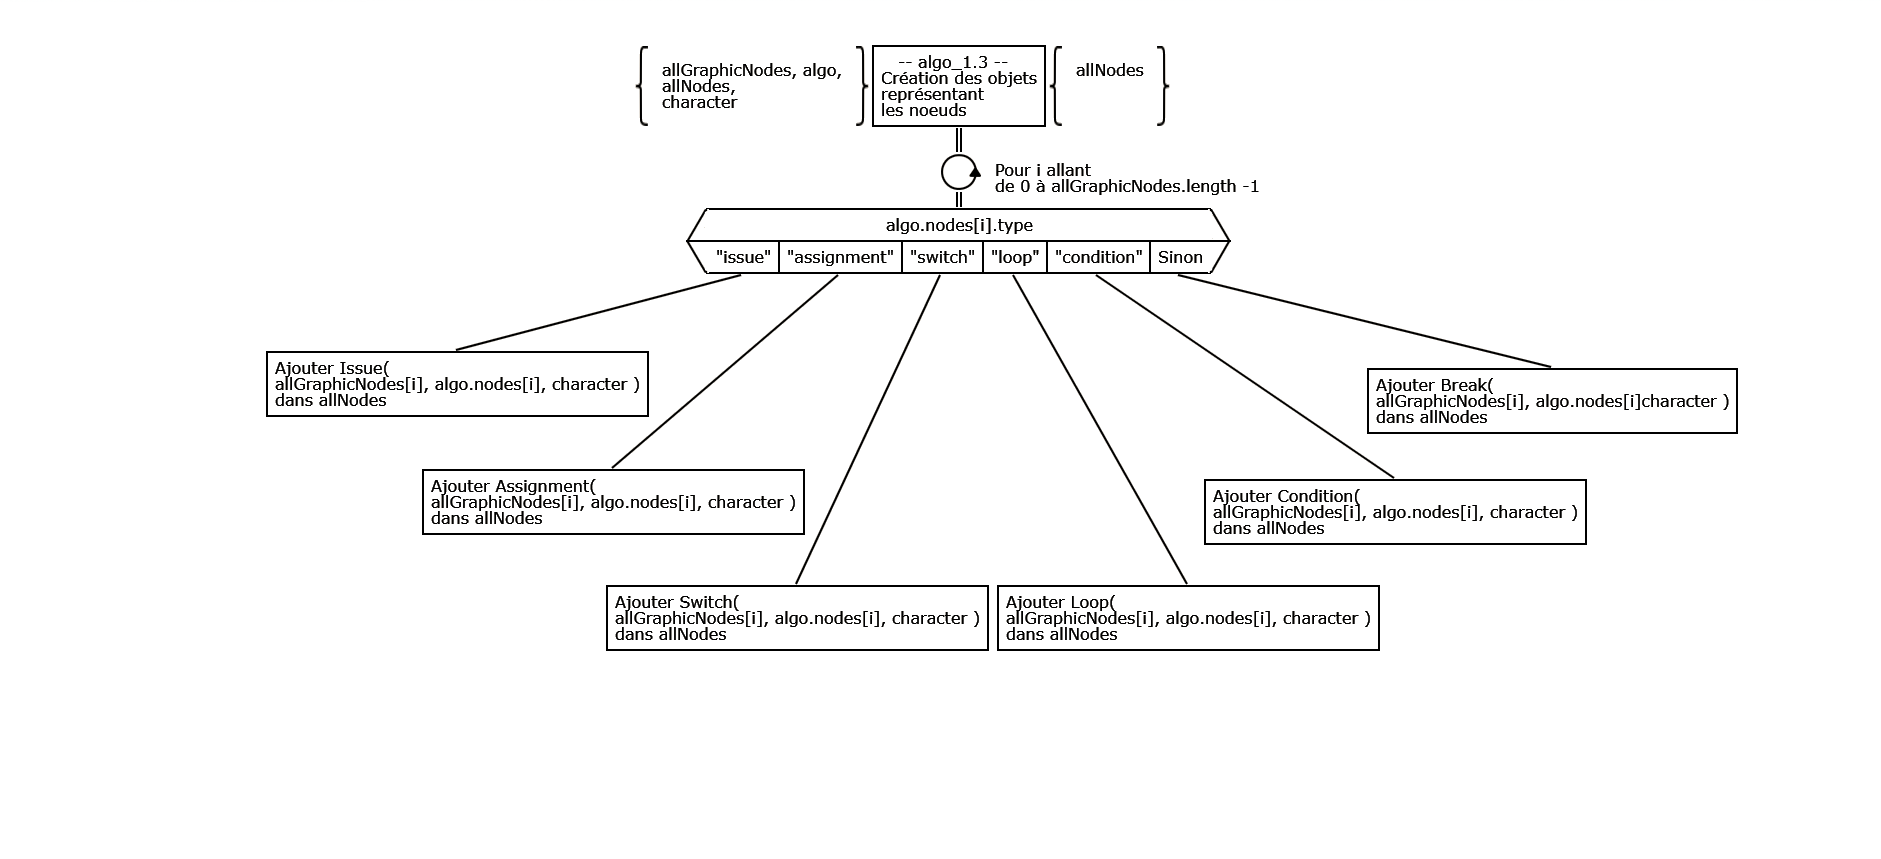 allGraphicNodes, algo,
allNodes,
character
-- algo_1.3 --
Création des objets
représentant
les noeuds
allNodes
Pour i allant
de 0 à allGraphicNodes.length -1
algo.nodes[i].type
"issue" "assignment" "switch" "loop" "condition" Sinon
Ajouter Issue(
allGraphicNodes[i], algo.nodes[i], character )
dans allNodes
Ajouter Break(
allGraphicNodes[i], algo.nodes[i]character )
dans allNodes
Ajouter Assignment(
allGraphicNodes[i], algo.nodes[i], character )
dans allNodes
Ajouter Condition(
allGraphicNodes[i], algo.nodes[i], character )
dans allNodes
Ajouter Switch(
allGraphicNodes[i], algo.nodes[i], character )
dans allNodes
Ajouter Loop(
allGraphicNodes[i], algo.nodes[i], character )
dans allNodes